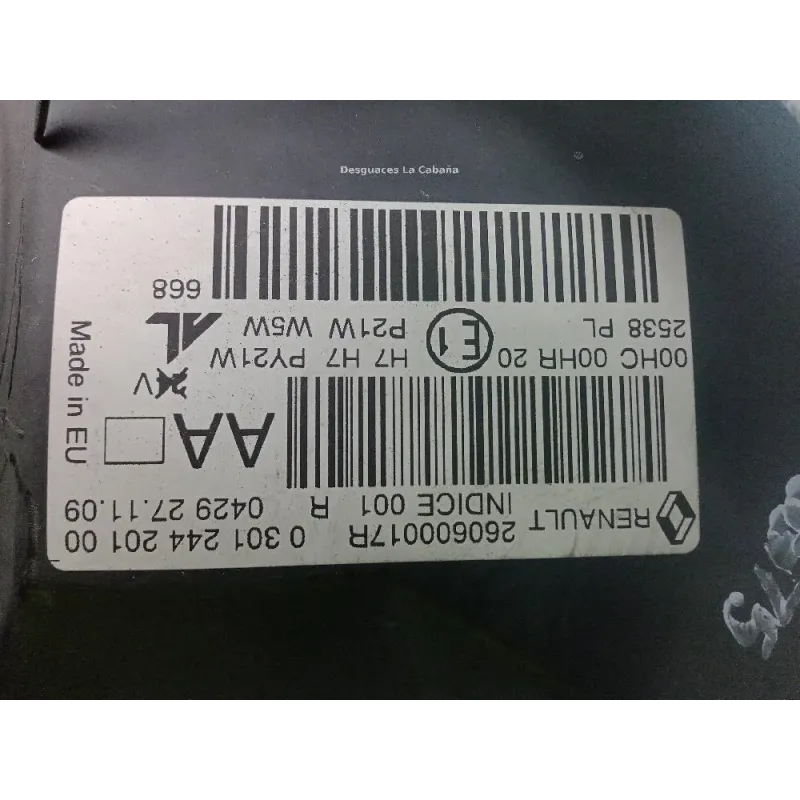 Desguaces La Cabaña
RENAULT
260600017R
INDICE 001 R
0 301 244 201 00
0429 27.11.09
AA
00HC 00HR 20
2538 PL
E1
H7 H7 PY21W
P21W W5W
V
AL
668
Made in EU